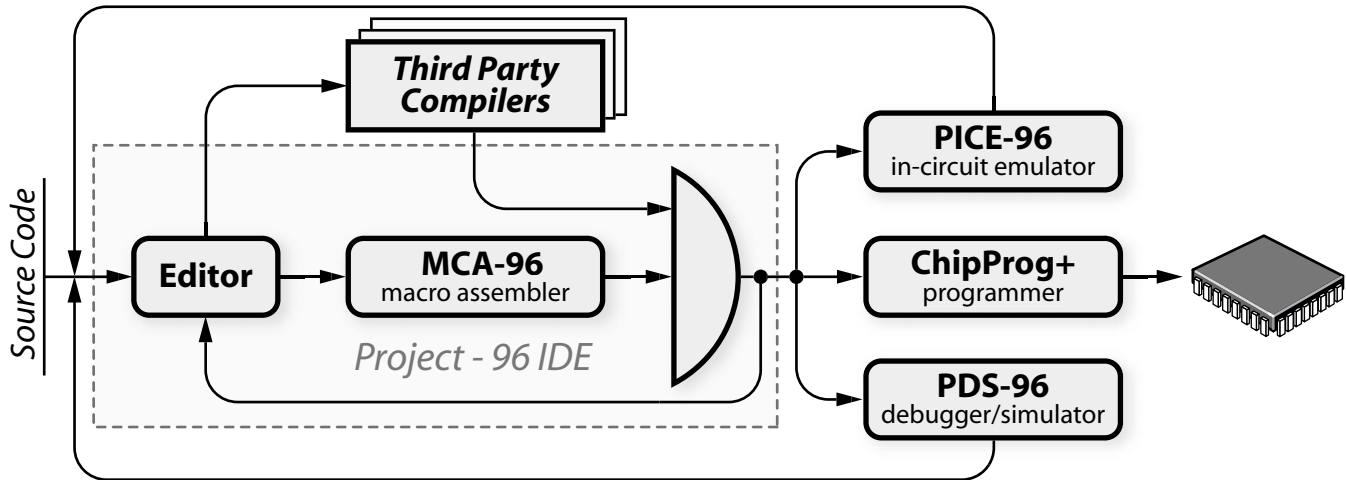 Third Party
Compilers
PICE-96
in-circuit emulator
Source Code
Editor
MCA-96
macro assembler
ChipProg+
programmer
Project - 96 IDE
PDS-96
debugger/simulator